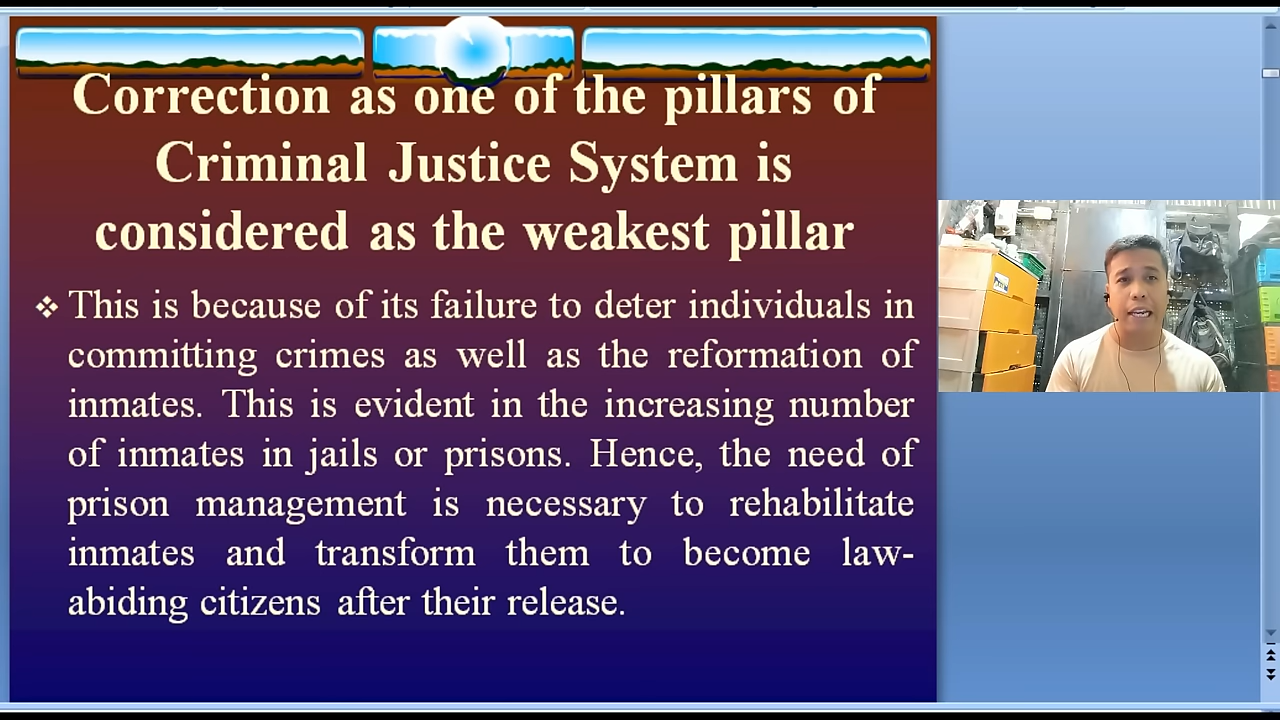 Correction as one of the pillars of
Criminal Justice System is
considered as the weakest pillar
This is because of its failure to deter individuals in
committing crimes as well as the reformation of
inmates. This is evident in the increasing number
of inmates in jails or prisons. Hence, the need of
prison management is necessary to rehabilitate
inmates and transform them to become law-
abiding citizens after their release.